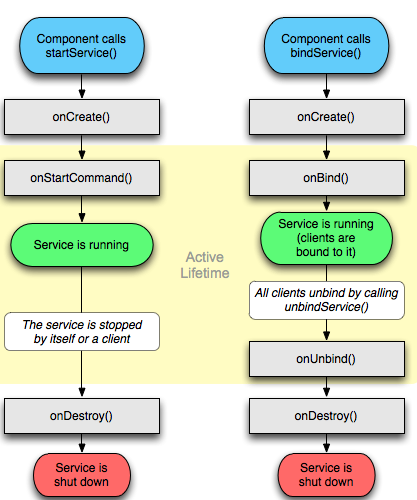 Component calls
startService()
onCreate()
onStartCommand()
Service is running
The service is stopped
by itself or a client
onDestroy()
Service is
shut down
Active
Lifetime
Component calls
bindService()
onCreate()
onBind()
Service is running
(clients are
bound to it)
All clients unbind by calling
unbindService()
onUnbind()
onDestroy()
Service is
shut down